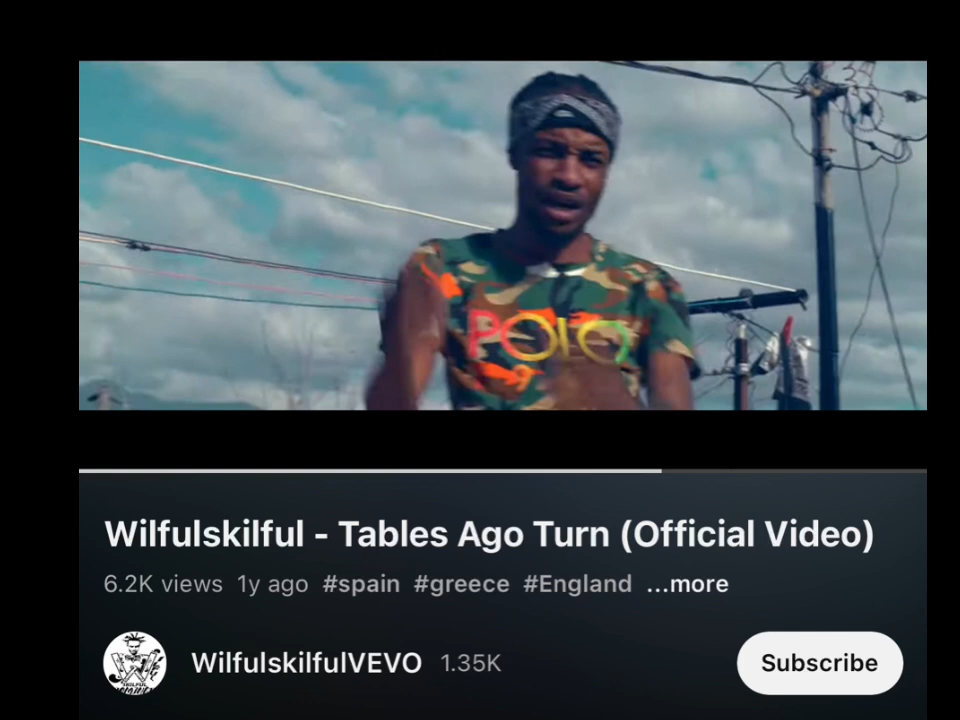 POLO
Wilfulskilful - Tables Ago Turn (Official Video)
6.2K views 1y ago #spain #greece #England ...more
WilfulskilfulVEVO 1.35K
Subscribe